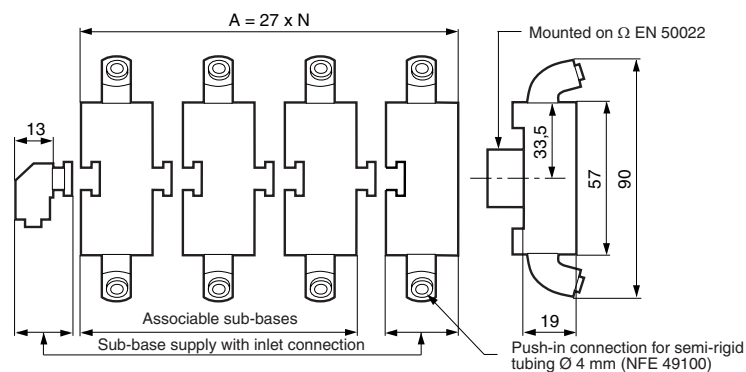 A = 27 x N
Mounted on Ω EN 50022
13
33,5
57
90
19
Associable sub-bases
Sub-base supply with inlet connection
Push-in connection for semi-rigid
tubing Ø 4 mm (NFE 49100)